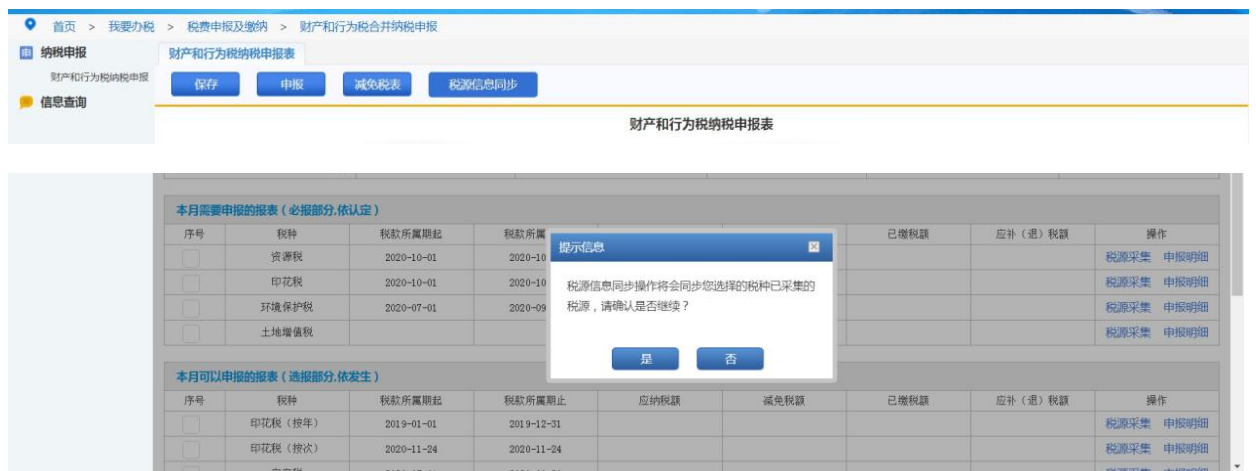 首页 > 我要办税 > 税费申报及缴纳 > 财产和行为税合并纳税申报
纳税申报
财产和行为税纳税申报表
财产和行为税纳税申报
保存 申报 减免税表 税源信息同步
信息查询
财产和行为税纳税申报表
本月需要申报的报表（必报部分,依认定）
序号 税种 税款所属期起 税款所属 已缴税额 应补（退）税额 操作
资源税 2020-10-01 2020-10 税源采集 申报明细
印花税 2020-10-01 2020-10 税源采集 申报明细
环境保护税 2020-07-01 2020-09 税源采集 申报明细
土地增值税 税源采集 申报明细
提示信息
税源信息同步操作将会同步您选择的税种已采集的
税源，请确认是否继续？
是 否
本月可以申报的报表（选报部分,依发生）
序号 税种 税款所属期起 税款所属期止 应纳税额 减免税额 已缴税额 应补（退）税额 操作
印花税（按年） 2019-01-01 2019-12-31 税源采集 申报明细
印花税（按次） 2020-11-24 2020-11-24 税源采集 申报明细